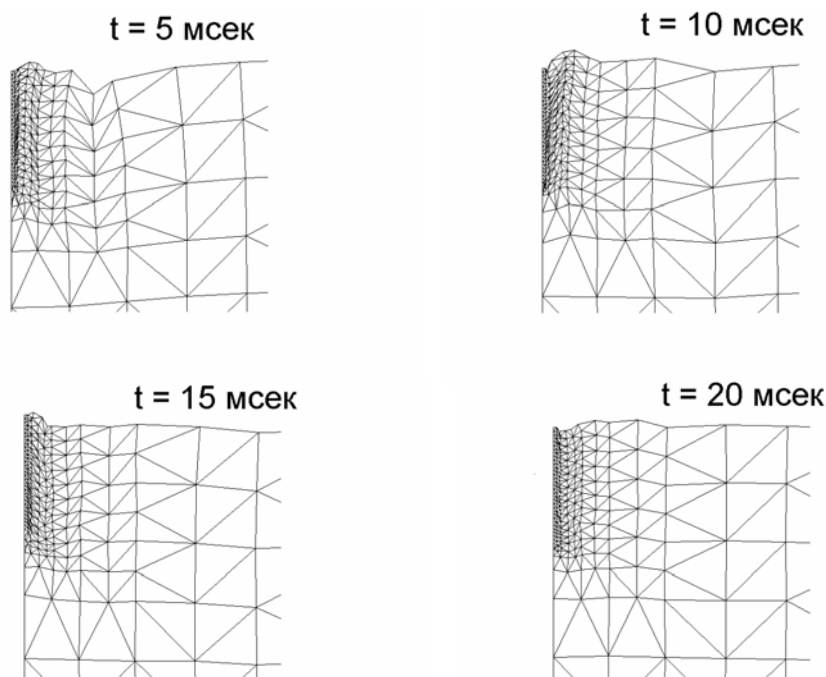 t = 5 мсек
t = 10 мсек
t = 15 мсек
t = 20 мсек